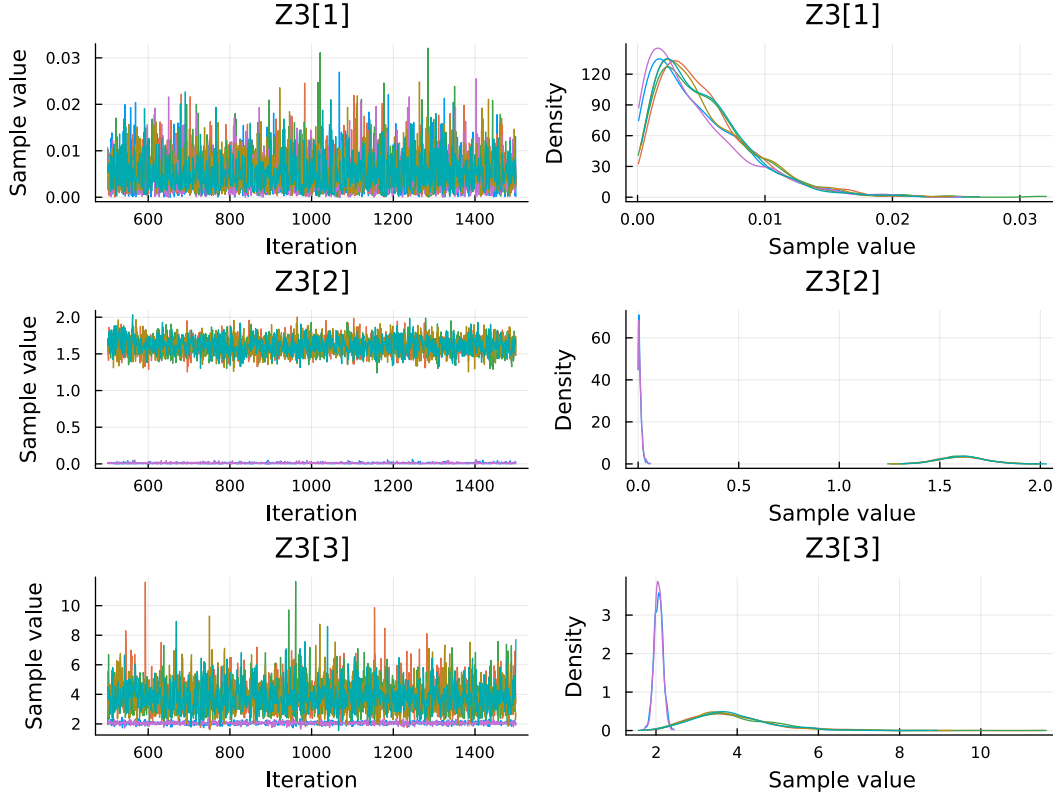 Z3[1]
Sample value
0.03
0.02
0.01
0.00
600 800 1000 1200 1400
Iteration
Z3[1]
Density
120
90
60
30
0
0.00 0.01 0.02 0.03
Sample value
Z3[2]
Sample value
2.0
1.5
1.0
0.5
0.0
600 800 1000 1200 1400
Iteration
Z3[2]
Density
60
40
20
0
0.0 0.5 1.0 1.5 2.0
Sample value
Z3[3]
Sample value
10
8
6
4
2
600 800 1000 1200 1400
Iteration
Z3[3]
Density
3
2
1
0
2 4 6 8 10
Sample value